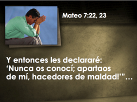 Mateo 7:22, 23
Y entonces les declararé:
‘Nunca os conocí; apartaos
de mí, hacedores de maldad!’”…